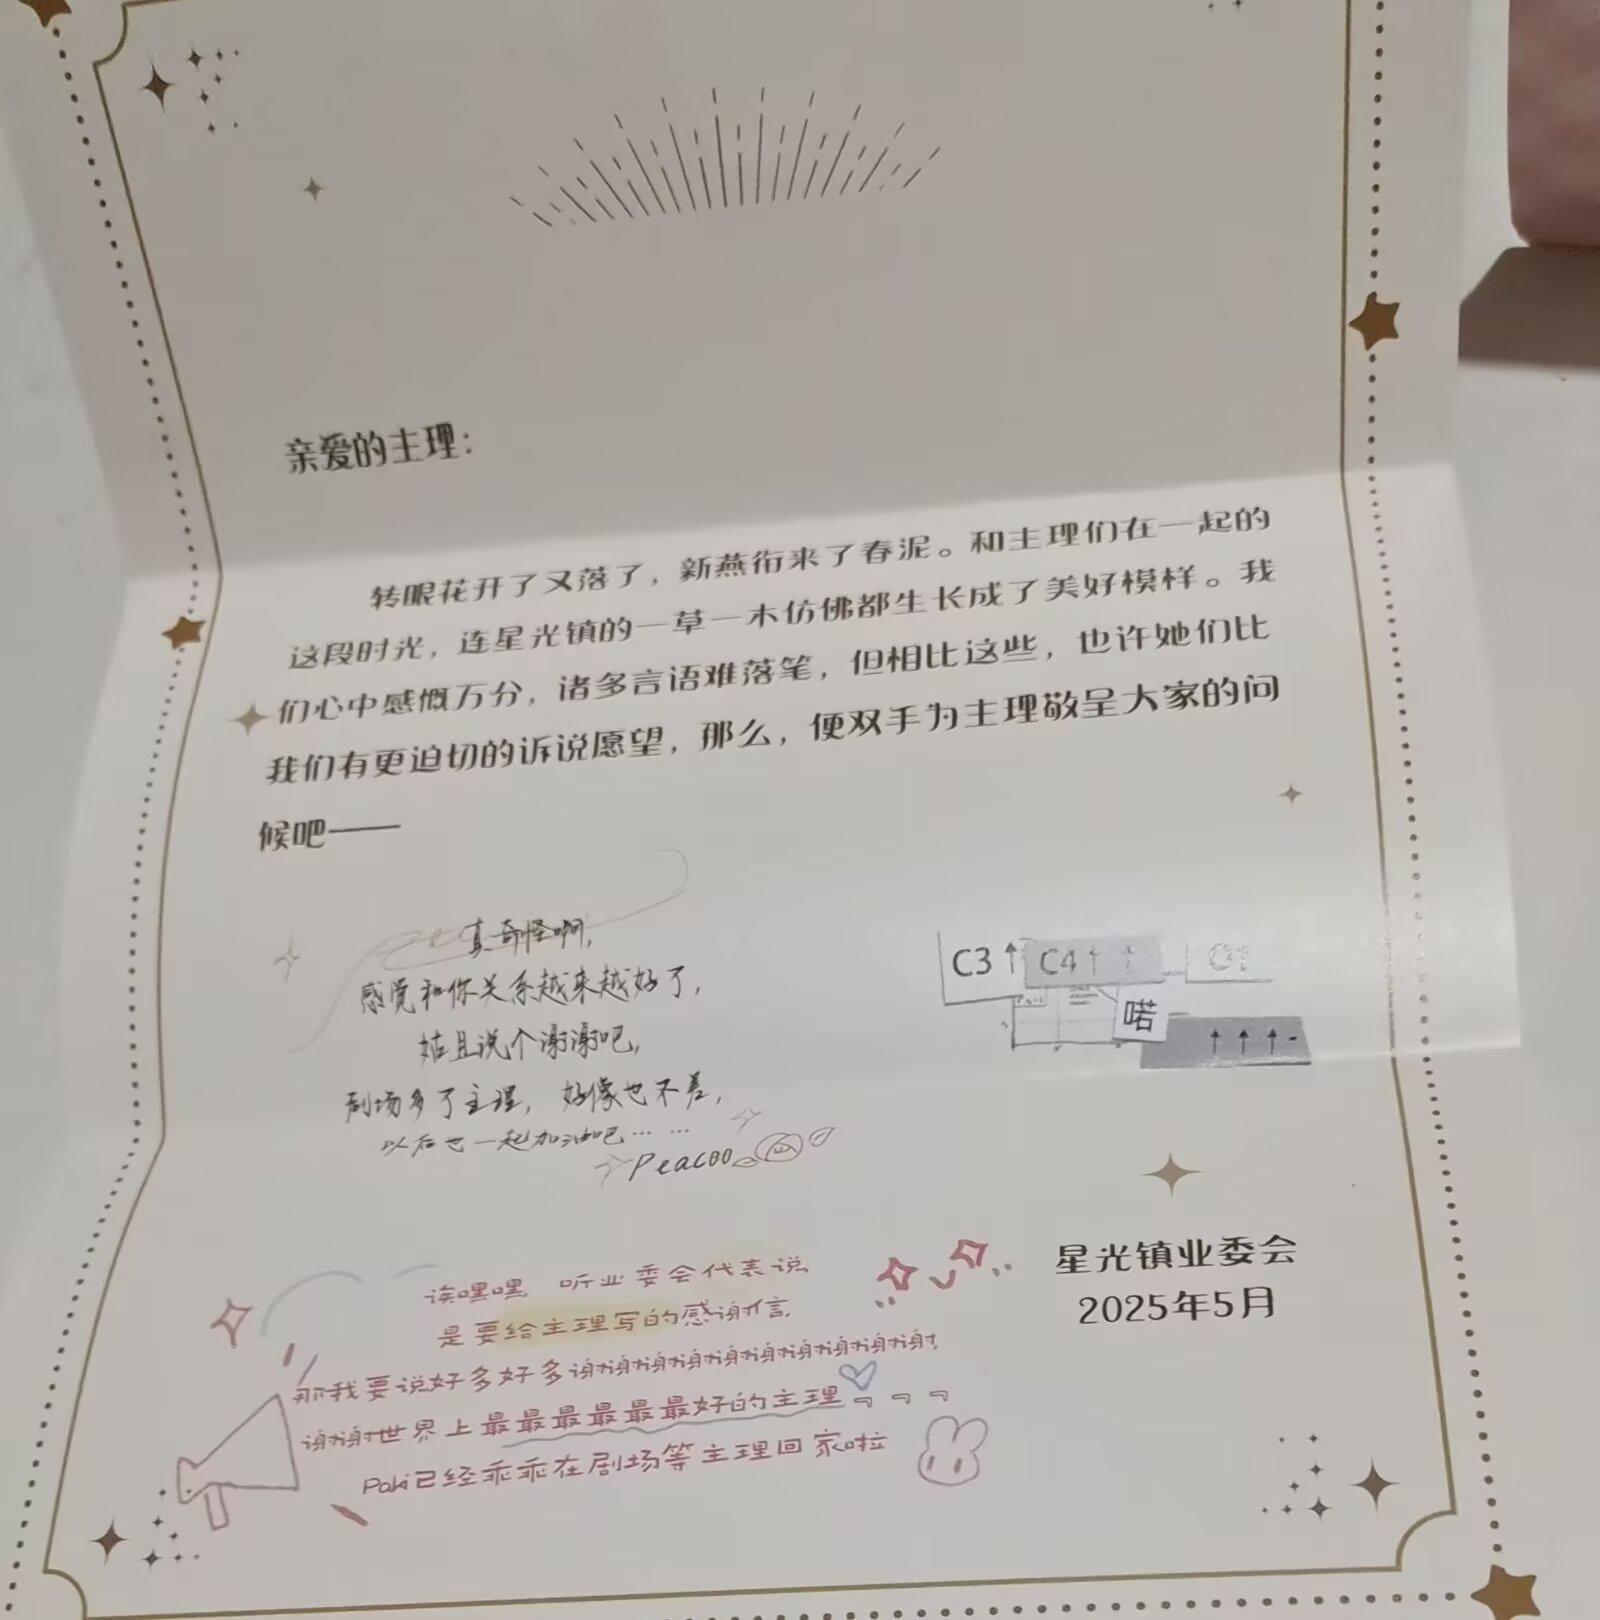 亲爱的主理：
转眼花开了又落了，新燕衔来了春泥。和主理们在一起的
这段时光，连星光镇的一草一木仿佛都生长成了美好模样。我
们心中感慨万分，诸多言语难落笔，但相比这些，也许她们比
我们有更迫切的诉说愿望，那么，便双手为主理敬呈大家的问
候吧——
真奇怪啊，
感觉和你关系越来越好了，
姑且说个谢谢吧，
剧场多了主理，好像也不差，
以后也一起加油吧……
Peacoo
C3↑ C4↑↑
喏
↑↑↑
星光镇业委会
2025年5月
诶嘿嘿 听业委会代表说
是要给主理写的感谢信，
那我要说好多好多谢谢谢谢谢谢谢谢谢谢谢，
谢谢世界上最最最最最最好的主理
Poki已经乖乖在剧场等主理回家啦